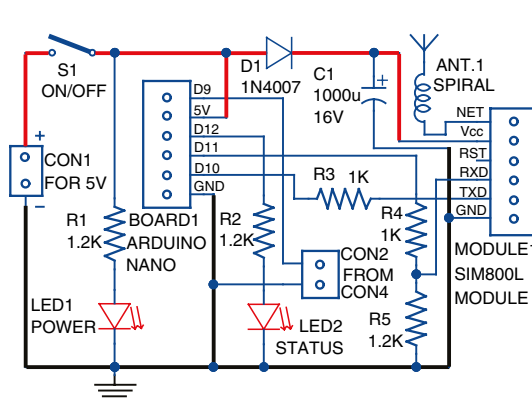 S1
ON/OFF
+
CON1
FOR 5V
−
R1
1.2K
LED1
POWER
D9
5V
D12
D11
D10
GND
BOARD1
ARDUINO
NANO
R2
1.2K
LED2
STATUS
D1
1N4007
C1
1000u
16V
+
R3 1K
CON2
FROM
CON4
R4
1K
R5
1.2K
ANT.1
SPIRAL
NET
Vcc
RST
RXD
TXD
GND
MODULE1
SIM800L
MODULE